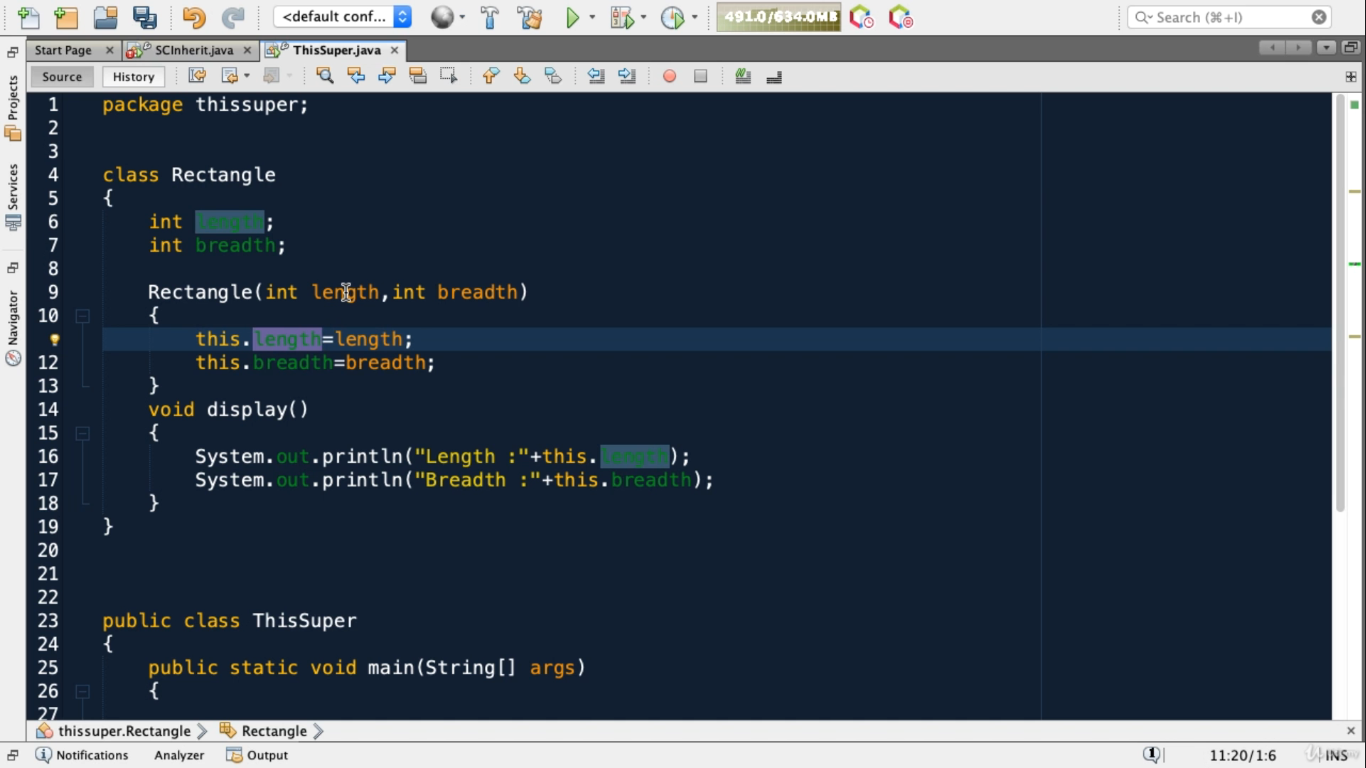 <default conf...
491.0/634.0MB
Search (⌘+I)
Start Page
SCInherit.java
ThisSuper.java
Source
History
Projects
Services
Navigator
1 package thissuper;
2
3
4 class Rectangle
5 {
6 int length;
7 int breadth;
8
9 Rectangle(int length,int breadth)
10 {
this.length=length;
12 this.breadth=breadth;
13 }
14 void display()
15 {
16 System.out.println("Length :"+this.length);
17 System.out.println("Breadth :"+this.breadth);
18 }
19 }
20
21
22
23 public class ThisSuper
24 {
25 public static void main(String[] args)
26 {
27
thissuper.Rectangle
Rectangle
Notifications
Analyzer
Output
1
11:20/1:6
INS